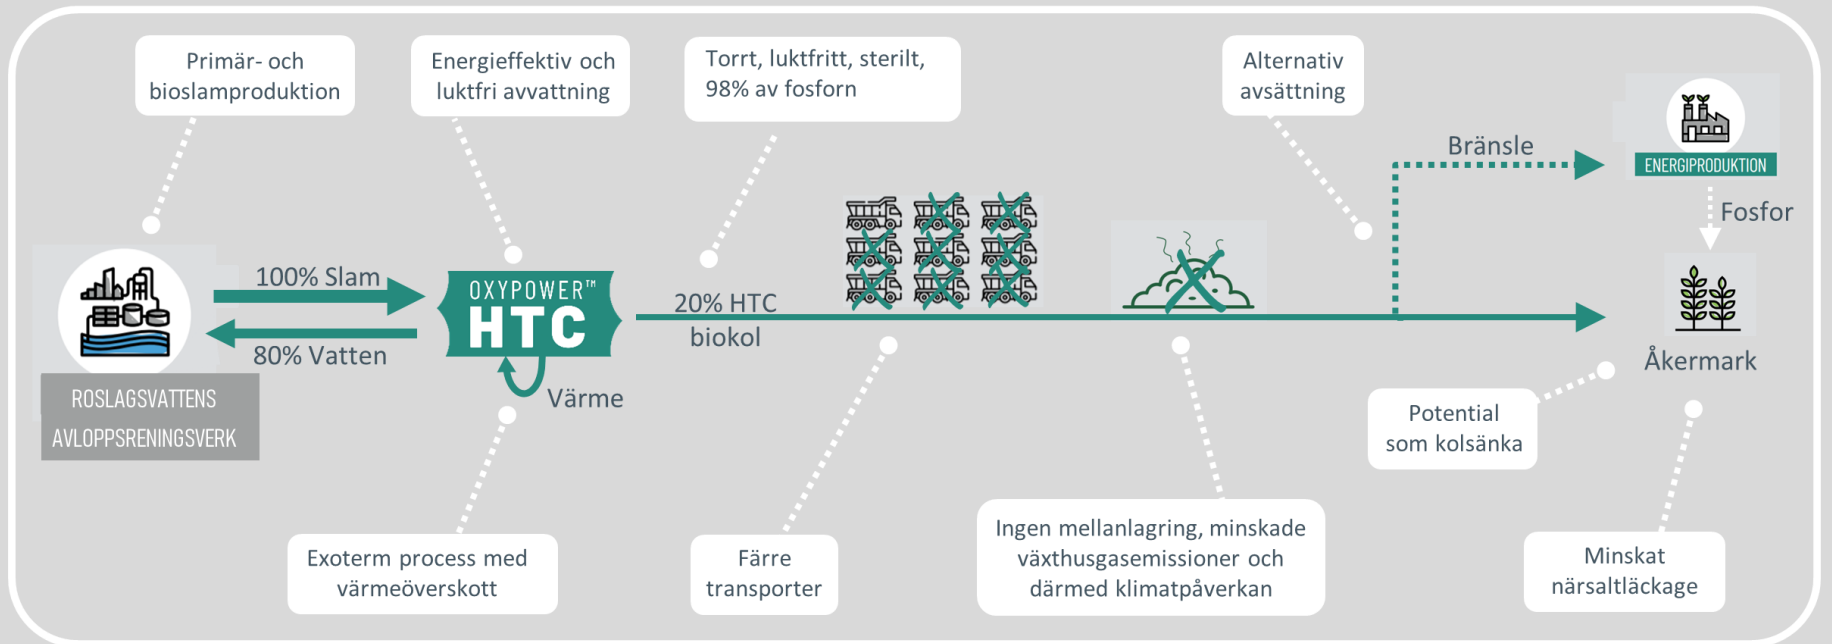 Primär- och
bioslamproduktion
Energieffektiv och
luktfri avvattning
Torrt, luktfritt, sterilt,
98% av fosforn
Alternativ
avsättning
Bränsle
ENERGIPRODUKTION
Fosfor
100% Slam
80% Vatten
OXYPOWER™
HTC
Värme
20% HTC
biokol
Åkermark
ROSLAGSVATTENS
AVLOPPSRENINGSVERK
Potential
som kolsänka
Exoterm process med
värmeöverskott
Färre
transporter
Ingen mellanlagring, minskade
växthusgasemissioner och
därmed klimatpåverkan
Minskat
närsaltläckage